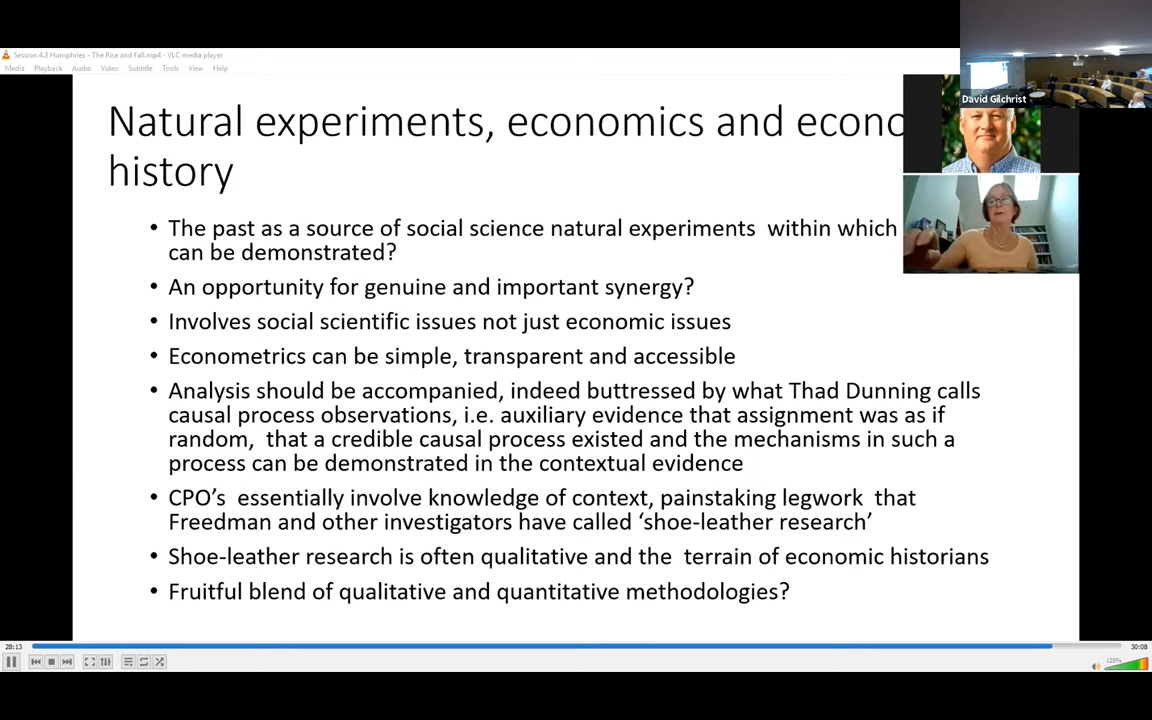 Session 4.3 Humphries - The Rise and Fall.mp4 - VLC media player
Media Playback Audio Video Subtitle Tools View Help
David Gilchrist
Natural experiments, economics and econo
history
• The past as a source of social science natural experiments within which
can be demonstrated?
• An opportunity for genuine and important synergy?
• Involves social scientific issues not just economic issues
• Econometrics can be simple, transparent and accessible
• Analysis should be accompanied, indeed buttressed by what Thad Dunning calls
causal process observations, i.e. auxiliary evidence that assignment was as if
random, that a credible causal process existed and the mechanisms in such a
process can be demonstrated in the contextual evidence
• CPO's essentially involve knowledge of context, painstaking legwork that
Freedman and other investigators have called 'shoe-leather research'
• Shoe-leather research is often qualitative and the terrain of economic historians
• Fruitful blend of qualitative and quantitative methodologies?
28:13
30:08
125%